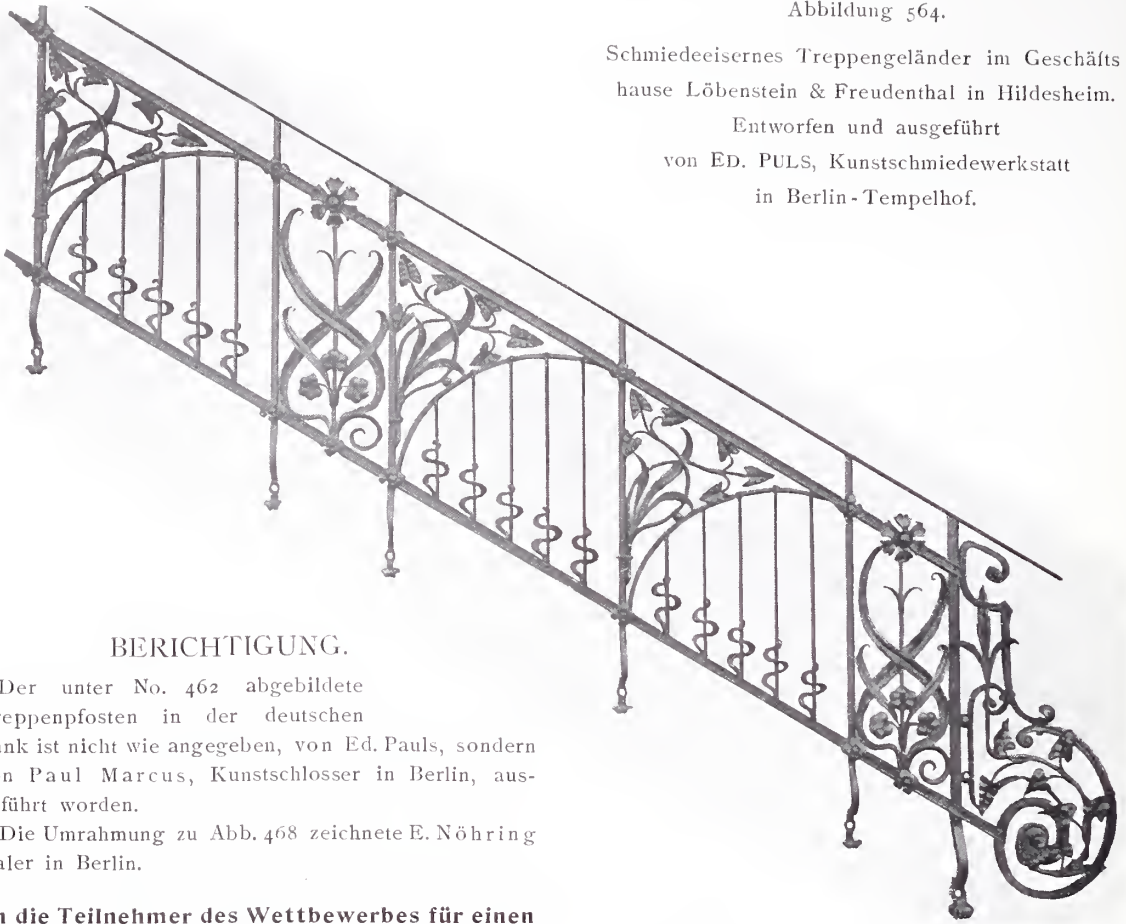 Abbildung 564.
Schmiedeeisernes Treppengeländer im Geschäfts
hause Löbenstein & Freudenthal in Hildesheim.
Entworfen und ausgeführt
von ED. PULS, Kunstschmiedewerkstatt
in Berlin-Tempelhof.
BERICHTIGUNG.
Der unter No. 462 abgebildete
reppenpfosten in der deutschen
ank ist nicht wie angegeben, von Ed. Pauls, sondern
n Paul Marcus, Kunstschlosser in Berlin, aus-
führt worden.
Die Umrahmung zu Abb. 468 zeichnete E. Nöhring
aler in Berlin.
n die Teilnehmer des Wettbewerbes für einen